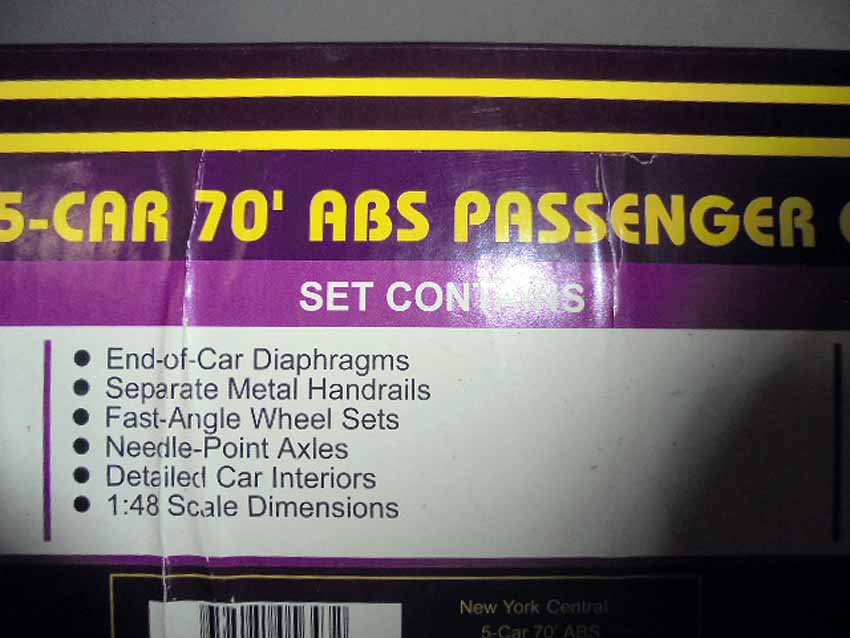 5-CAR 70' ABS PASSENGER
SET CONTAINS
● End-of-Car Diaphragms
● Separate Metal Handrails
● Fast-Angle Wheel Sets
● Needle-Point Axles
● Detailed Car Interiors
● 1:48 Scale Dimensions
New York Central
5-Car 70' ABS